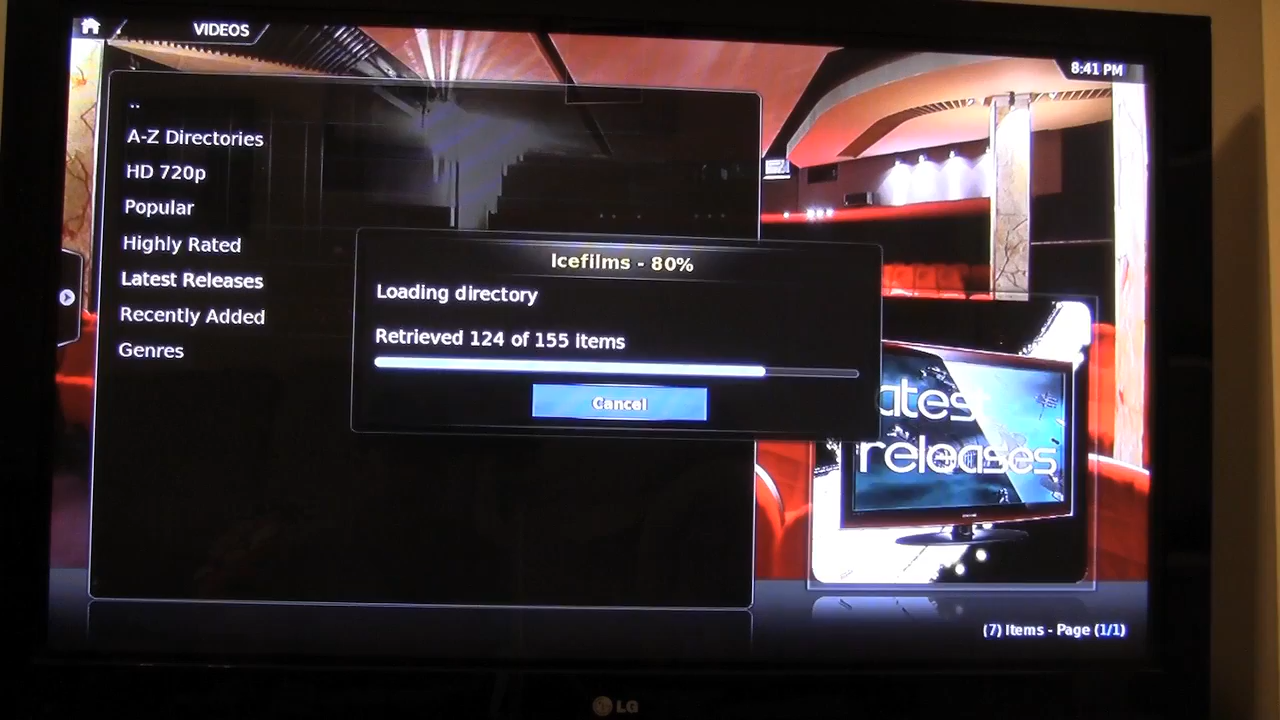 VIDEOS
8:41 PM
..
A-Z Directories
HD 720p
Popular
Highly Rated
Latest Releases
Recently Added
Genres
Icefilms - 80%
Loading directory
Retrieved 124 of 155 items
Cancel
atest
releases
(7) Items - Page (1/1)
LG